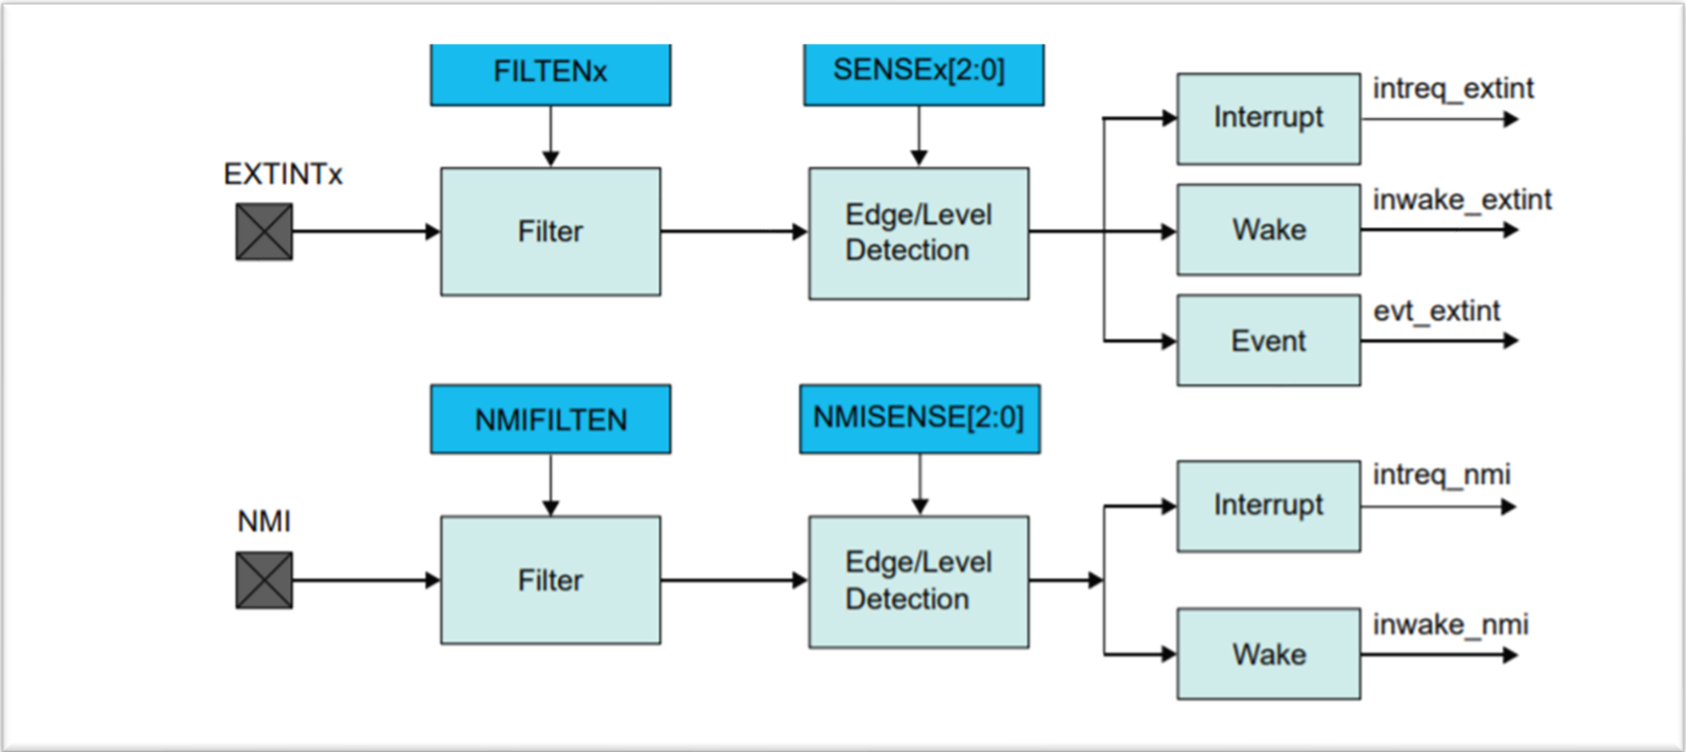 FILTENx
SENSEx[2:0]
intreq_extint
Interrupt
EXTINTx
inwake_extint
Filter
Edge/Level
Detection
Wake
evt_extint
Event
NMIFILTEN
NMISENSE[2:0]
intreq_nmi
Interrupt
NMI
Filter
Edge/Level
Detection
inwake_nmi
Wake